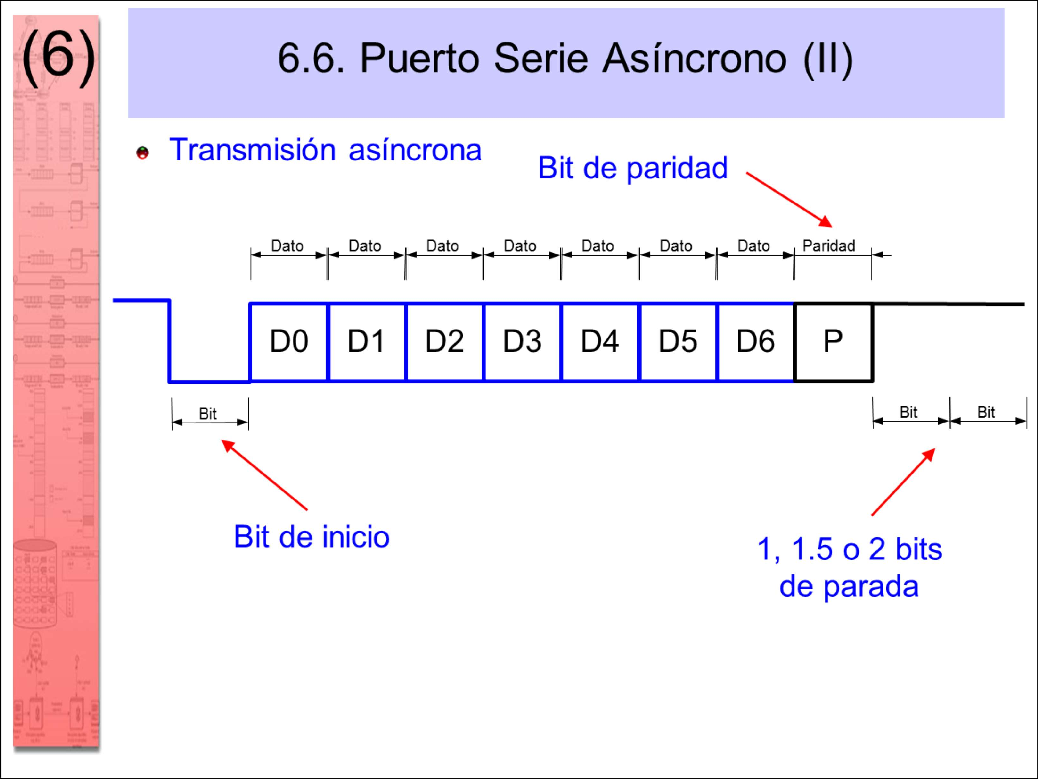 (6)
6.6. Puerto Serie Asíncrono (II)
Transmisión asíncrona
Bit de paridad
Dato Dato Dato Dato Dato Dato Dato Paridad
D0 D1 D2 D3 D4 D5 D6 P
Bit Bit Bit
Bit de inicio
1, 1.5 o 2 bits
de parada